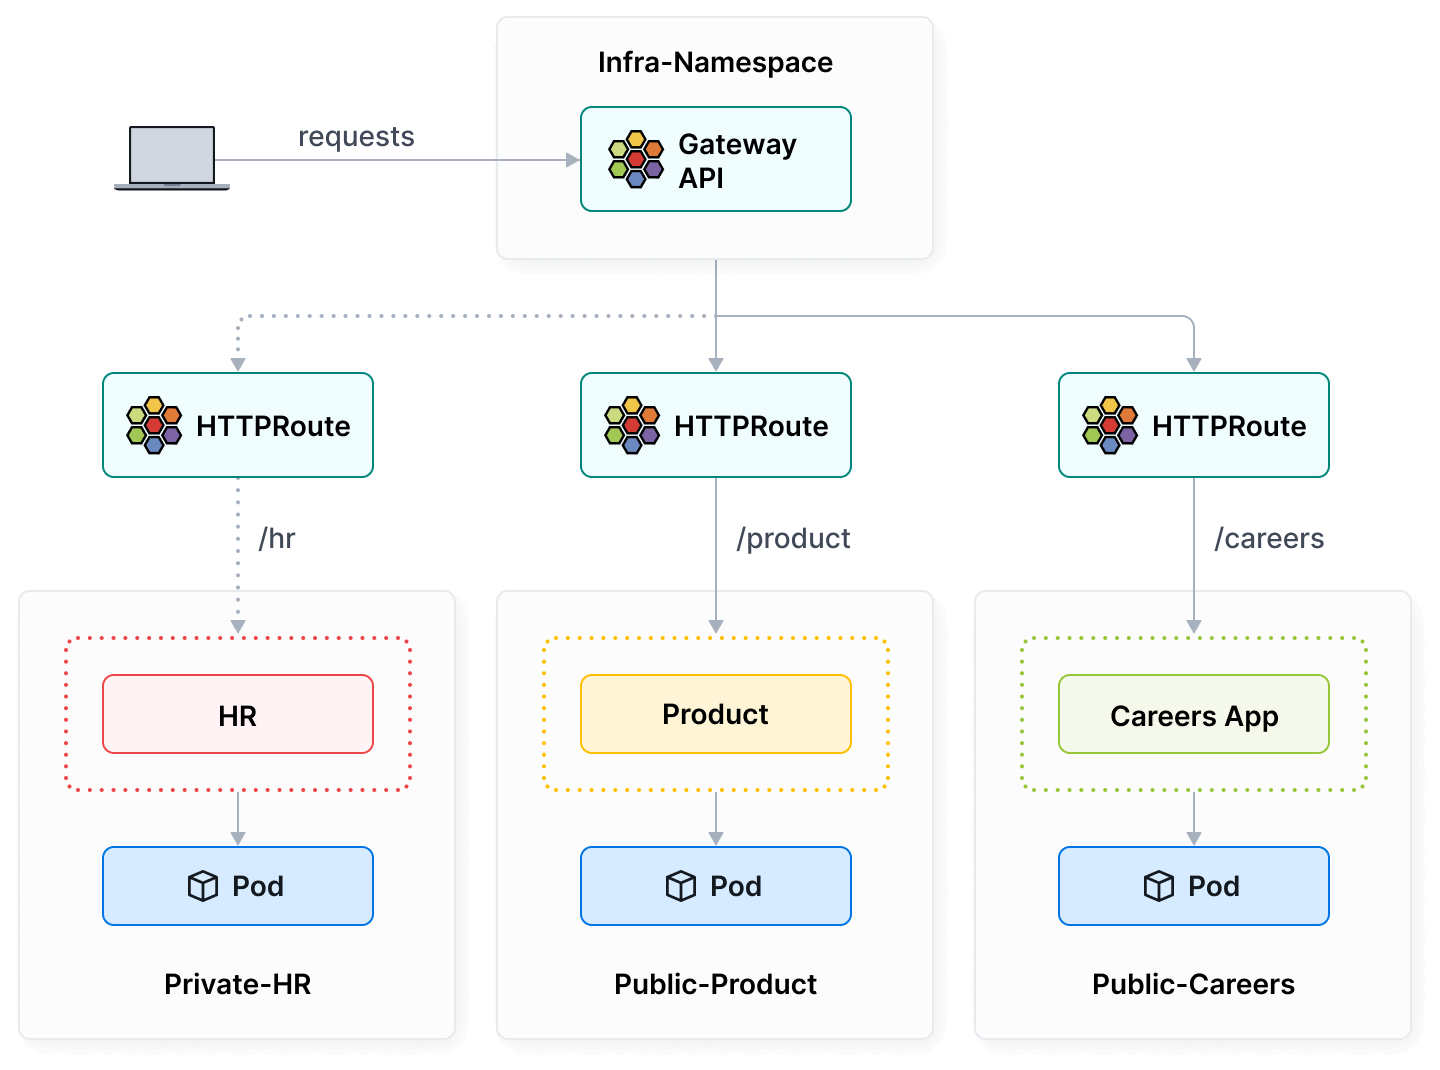 Infra-Namespace
requests
Gateway
API
HTTPRoute
HTTPRoute
HTTPRoute
/hr
/product
/careers
HR
Product
Careers App
Pod
Pod
Pod
Private-HR
Public-Product
Public-Careers